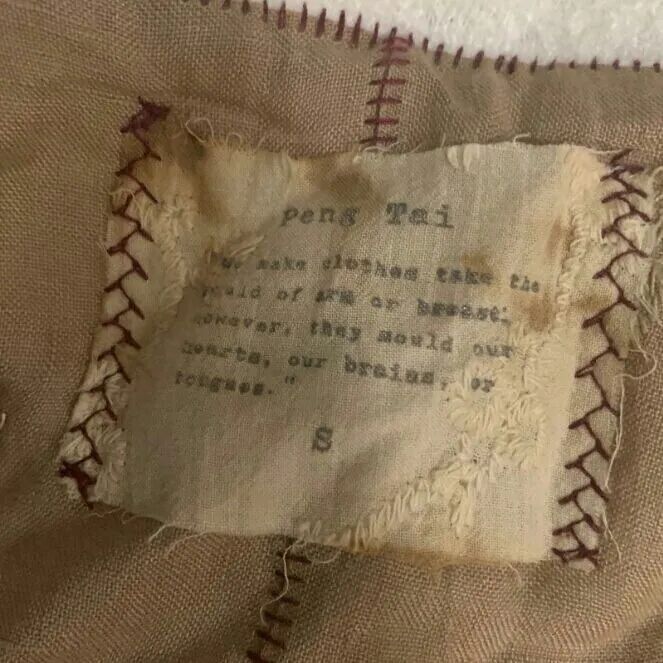 Peng Tai
"We make clothes take the
mould of arm or breast;
however, they mould our
hearts, our brains, or
tongues."
S